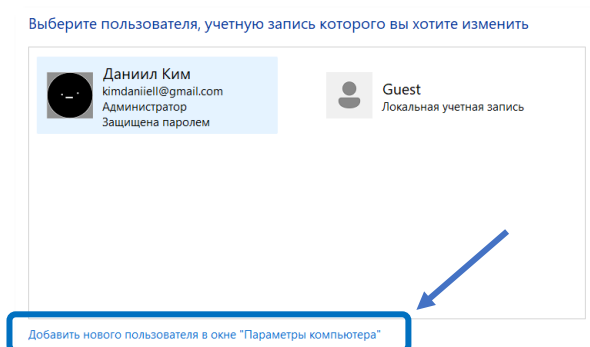 Выберите пользователя, учетную запись которого вы хотите изменить
Даниил Ким
kimdaniiell@gmail.com
Администратор
Защищена паролем
Guest
Локальная учетная запись
Добавить нового пользователя в окне "Параметры компьютера"